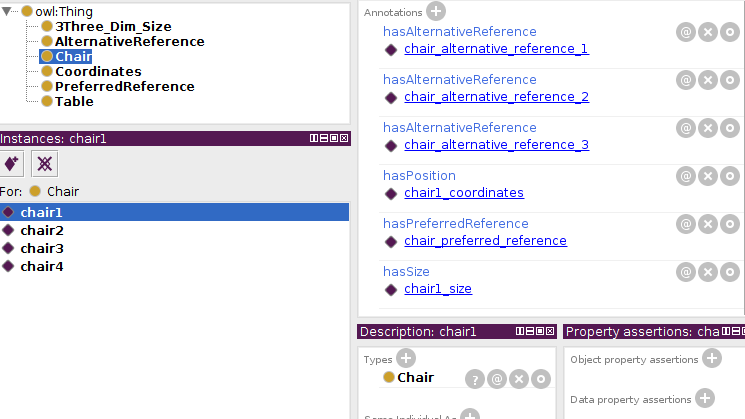 owl:Thing
3Three_Dim_Size
AlternativeReference
Chair
Coordinates
PreferredReference
Table
Instances: chair1
For: Chair
chair1
chair2
chair3
chair4
Annotations
hasAlternativeReference
chair_alternative_reference_1
hasAlternativeReference
chair_alternative_reference_2
hasAlternativeReference
chair_alternative_reference_3
hasPosition
chair1_coordinates
hasPreferredReference
chair_preferred_reference
hasSize
chair1_size
Description: chair1
Types
Chair
Same Individual As
Property assertions: cha
Object property assertions
Data property assertions